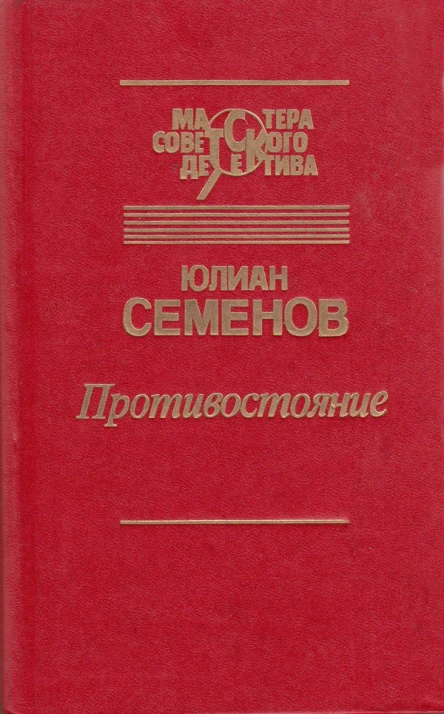 МАСТЕРА
СОВЕТСКОГО
ДЕТЕКТИВА
ЮЛИАН
СЕМЕНОВ
Противостояние